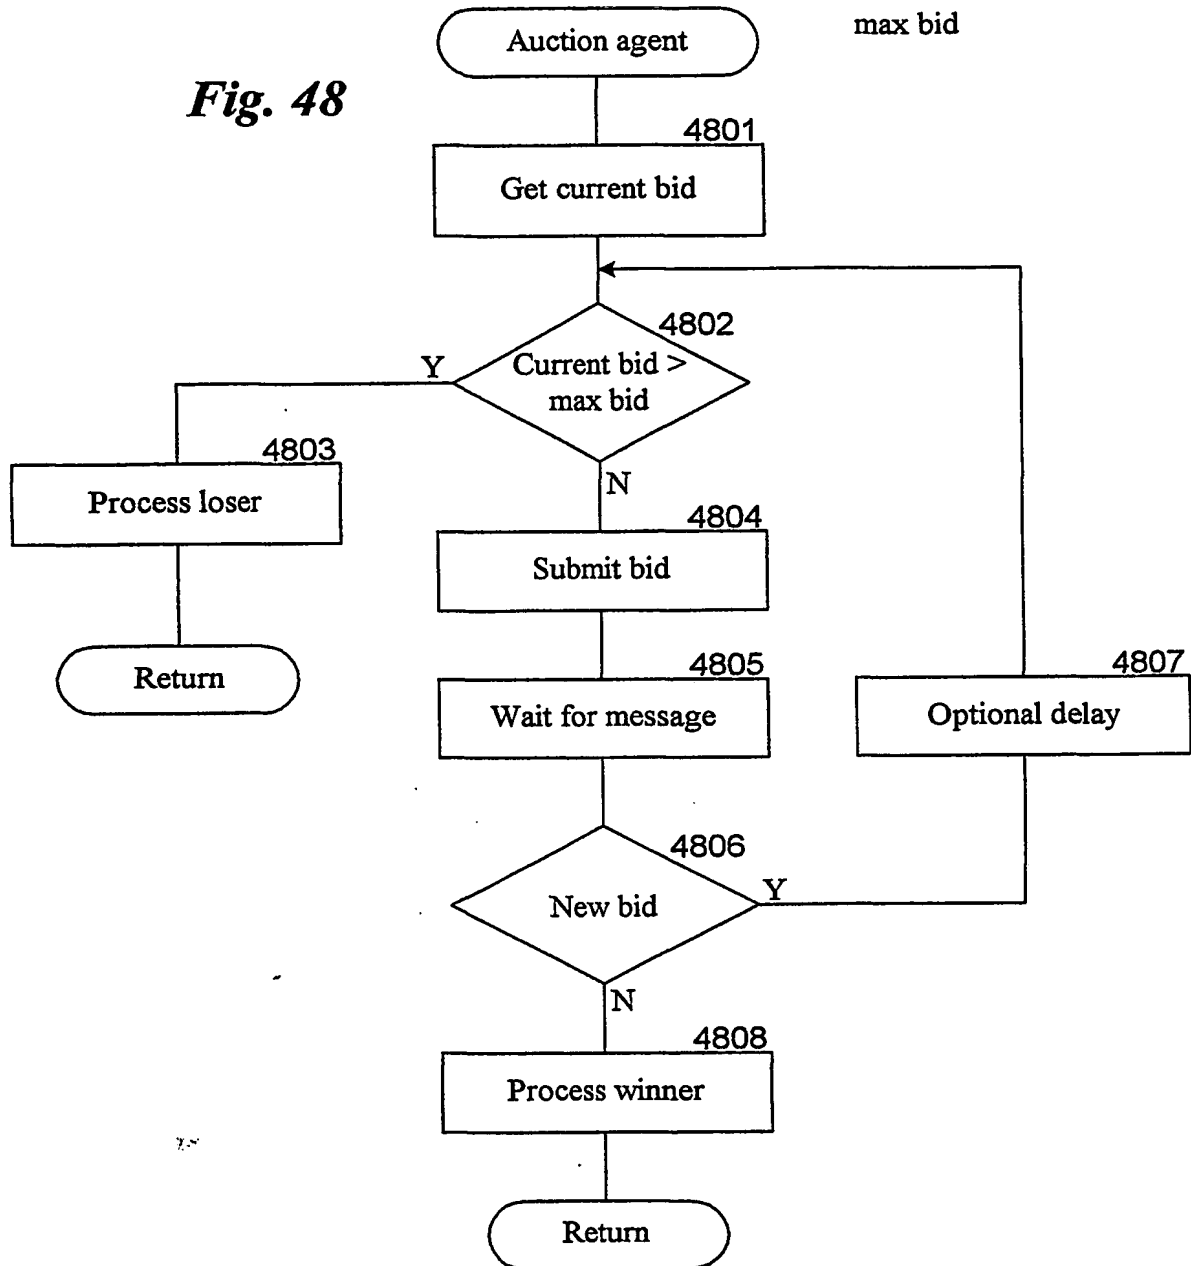 Auction agent
max bid
Fig. 48
4801
Get current bid
4802
Y
Current bid >
max bid
4803
Process loser
N
4804
Submit bid
Return
4805
Wait for message
4807
Optional delay
4806
New bid
Y
N
4808
Process winner
Return